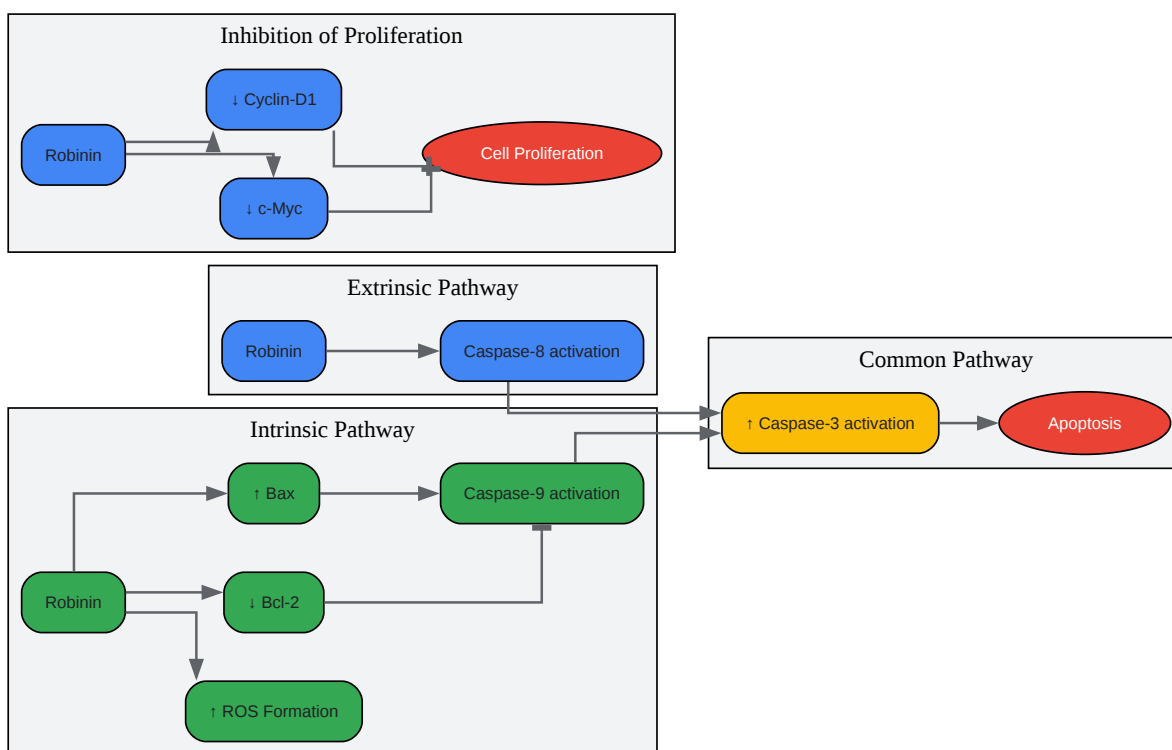 Inhibition of Proliferation
↓ Cyclin-D1
Robinin
Cell Proliferation
↓ c-Myc
Extrinsic Pathway
Robinin
Caspase-8 activation
Common Pathway
↑ Caspase-3 activation
Apoptosis
Intrinsic Pathway
↑ Bax
Caspase-9 activation
Robinin
↓ Bcl-2
↑ ROS Formation